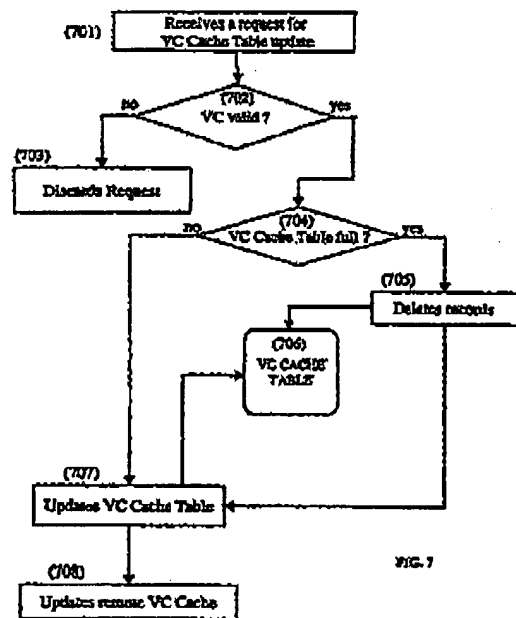 (701)
Receives a request for
VC Cache Table update
(702)
VC valid ?
no
yes
(703)
Discards Request
(704)
VC Cache Table full ?
no
yes
(705)
Deletes records
(706)
VC CACHE
TABLE
(707)
Updates VC Cache Table
(708)
Updates remote VC Cache
FIG. 7